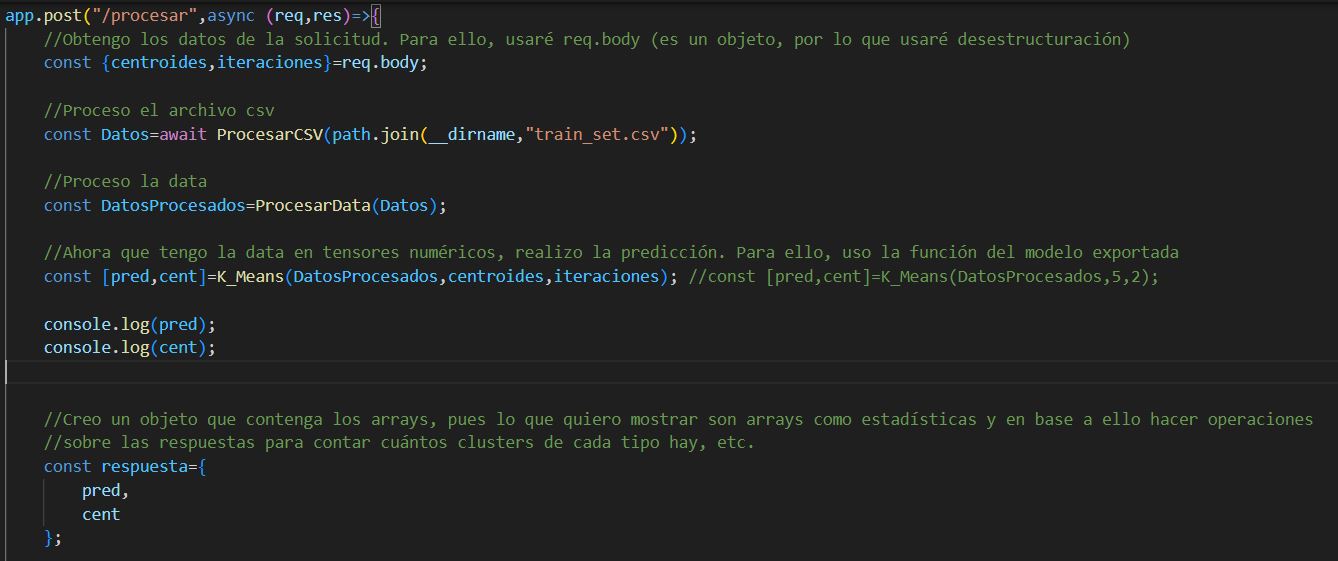 app.post("/procesar",async (req,res)=>{
//Obtengo los datos de la solicitud. Para ello, usaré req.body (es un objeto, por lo que usaré desestructuración)
const {centroides,iteraciones}=req.body;
//Proceso el archivo csv
const Datos=await ProcesarCSV(path.join(__dirname,"train_set.csv"));
//Proceso la data
const DatosProcesados=ProcesarData(Datos);
//Ahora que tengo la data en tensores numéricos, realizo la predicción. Para ello, uso la función del modelo exportada
const [pred,cent]=K_Means(DatosProcesados,centroides,iteraciones); //const [pred,cent]=K_Means(DatosProcesados,5,2);
console.log(pred);
console.log(cent);
//Creo un objeto que contenga los arrays, pues lo que quiero mostrar son arrays como estadísticas y en base a ello hacer operaciones
//sobre las respuestas para contar cuántos clusters de cada tipo hay, etc.
const respuesta={
pred,
cent
};